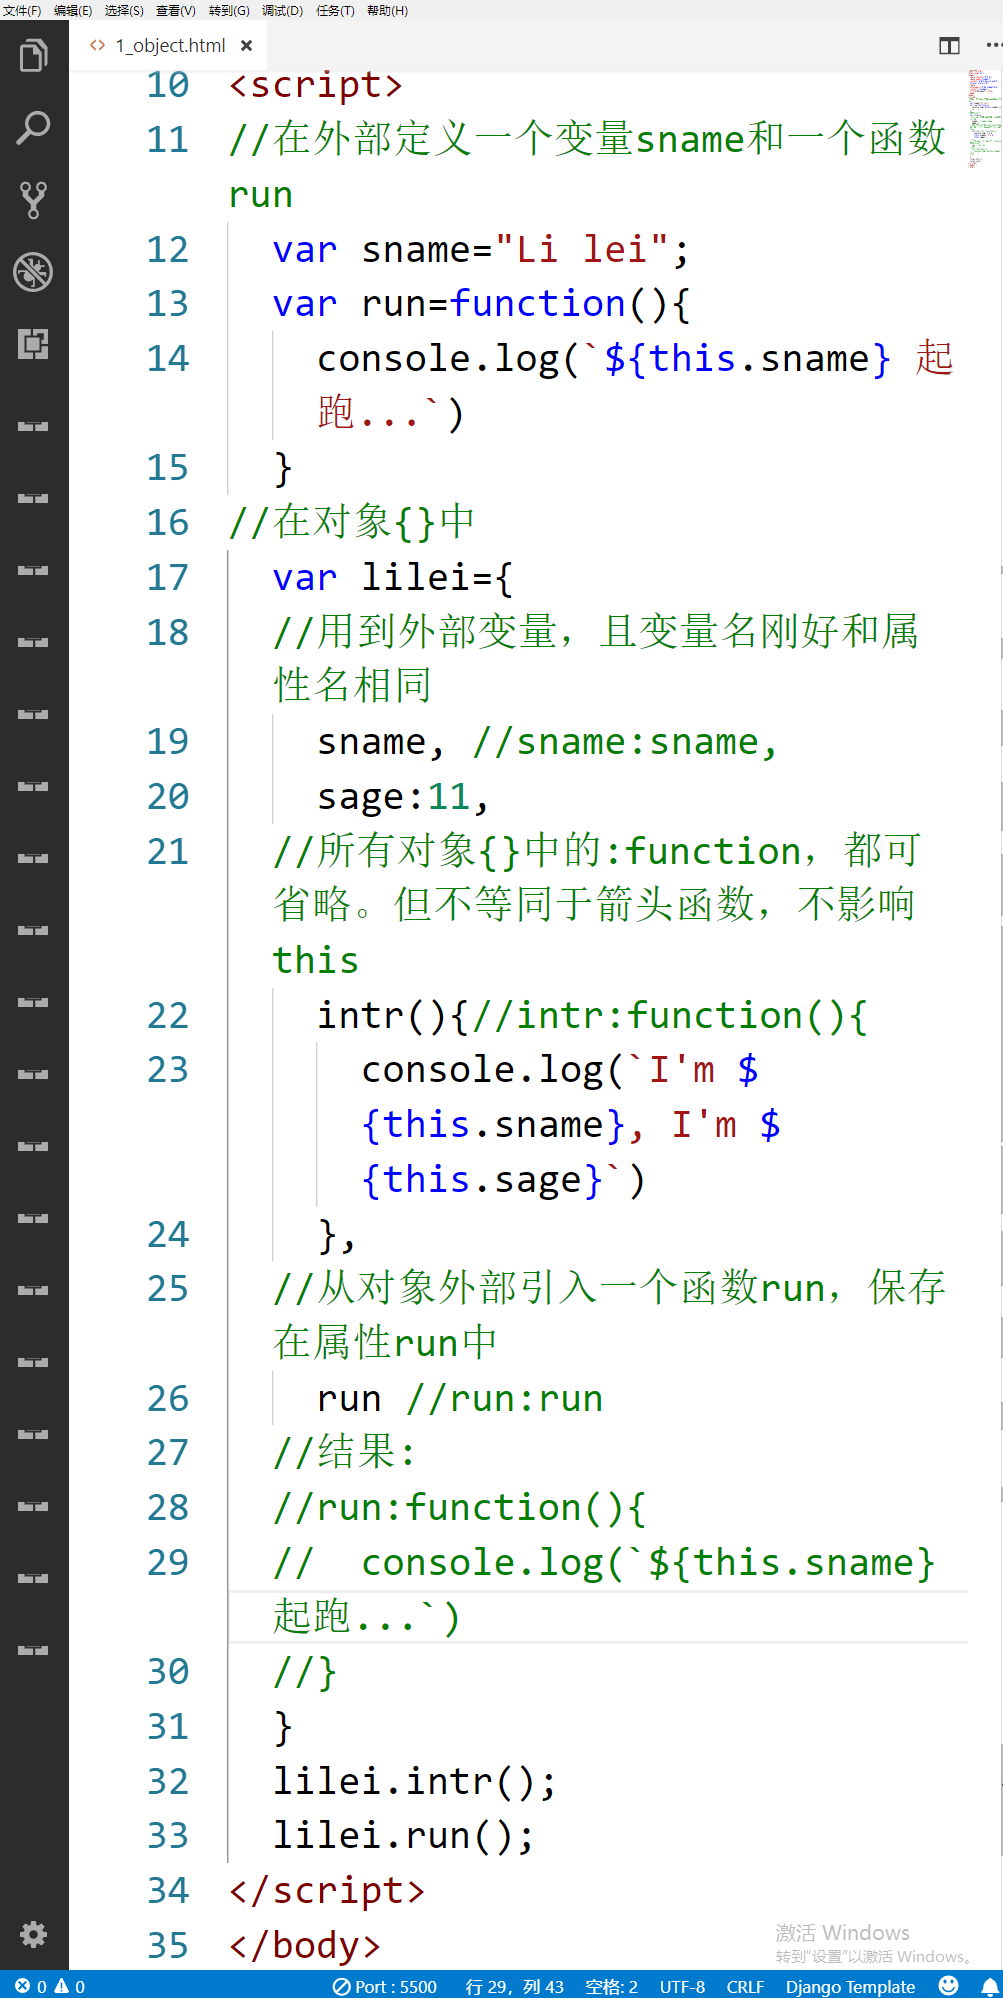 文件(F) 编辑(E) 选择(S) 查看(V) 转到(G) 调试(D) 任务(T) 帮助(H)
<> 1_object.html ×
10 <script>
11 //在外部定义一个变量sname和一个函数
run
12 var sname="Li lei";
13 var run=function(){
14 console.log(`${this.sname} 起
跑...`)
15 }
16 //在对象{}中
17 var lilei={
18 //用到外部变量，且变量名刚好和属
性名相同
19 sname, //sname:sname,
20 sage:11,
21 //所有对象{}中的:function，都可
省略。但不等同于箭头函数，不影响
this
22 intr(){//intr:function(){
23 console.log(`I'm $
{this.sname}, I'm $
{this.sage}`)
24 },
25 //从对象外部引入一个函数run，保存
在属性run中
26 run //run:run
27 //结果：
28 //run:function(){
29 //  console.log(`${this.sname}
起跑...`)
30 //}
31 }
32 lilei.intr();
33 lilei.run();
34 </script>
35 </body>
激活 Windows
转到“设置”以激活 Windows。
0 0 Port : 5500 行 29，列 43 空格: 2 UTF-8 CRLF Django Template